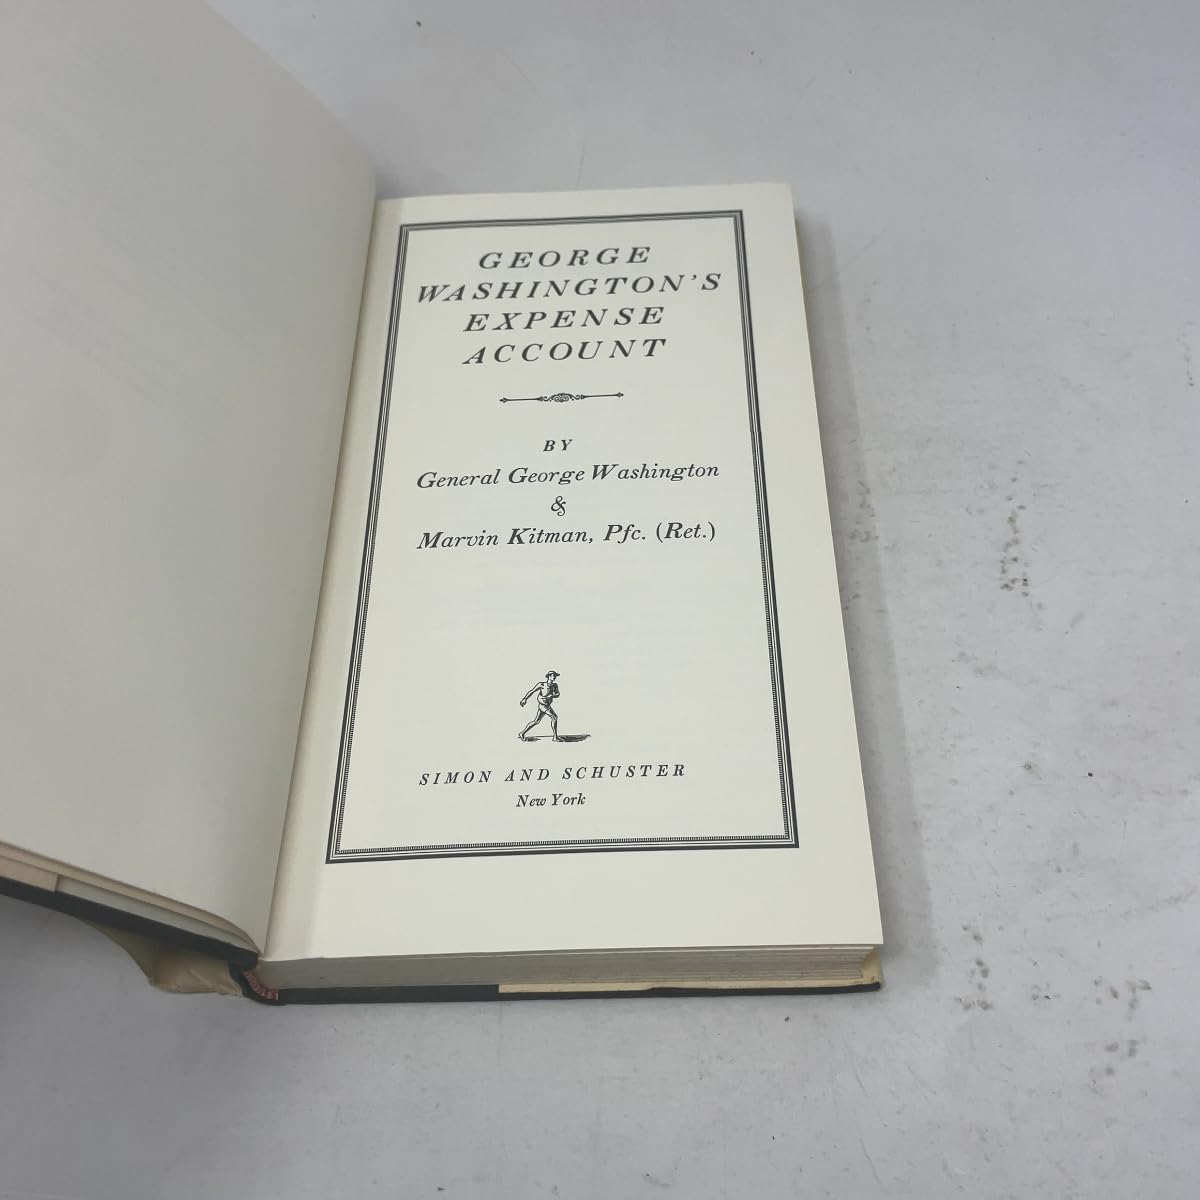 GEORGE
WASHINGTON'S
EXPENSE
ACCOUNT
BY
General George Washington
&
Marvin Kitman, Pfc. (Ret.)
SIMON AND SCHUSTER
New York